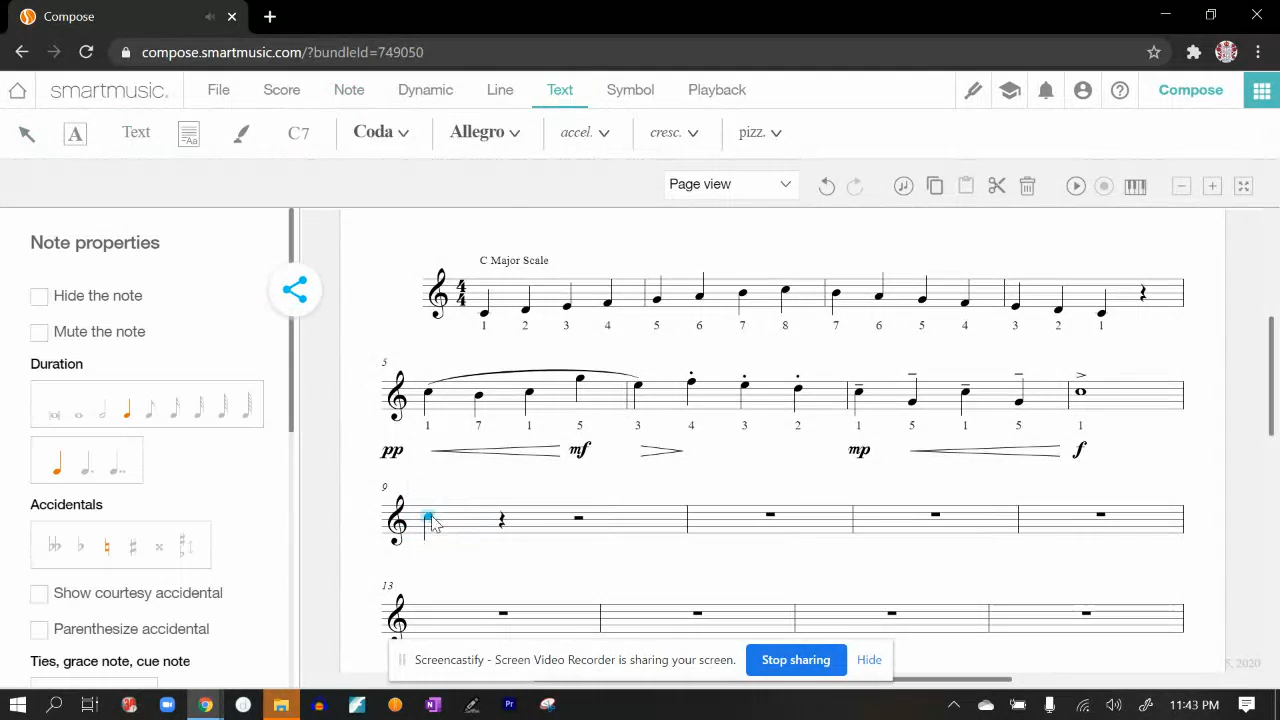 Compose
compose.smartmusic.com/?bundleId=749050
smartmusic. File Score Note Dynamic Line Text Symbol Playback Compose
A Text Aa C7 Coda Allegro accel. cresc. pizz.
Page view
Note properties
Hide the note
Mute the note
Duration
Accidentals
Show courtesy accidental
Parenthesize accidental
Ties, grace note, cue note
C Major Scale
4
4
1 2 3 4 5 6 7 8 7 6 5 4 3 2 1
5
1 7 1 5 3 4 3 2 1 5 1 5 1
pp mf mp f
9
13
Screencastify - Screen Video Recorder is sharing your screen. Stop sharing Hide
5, 2020
11:43 PM